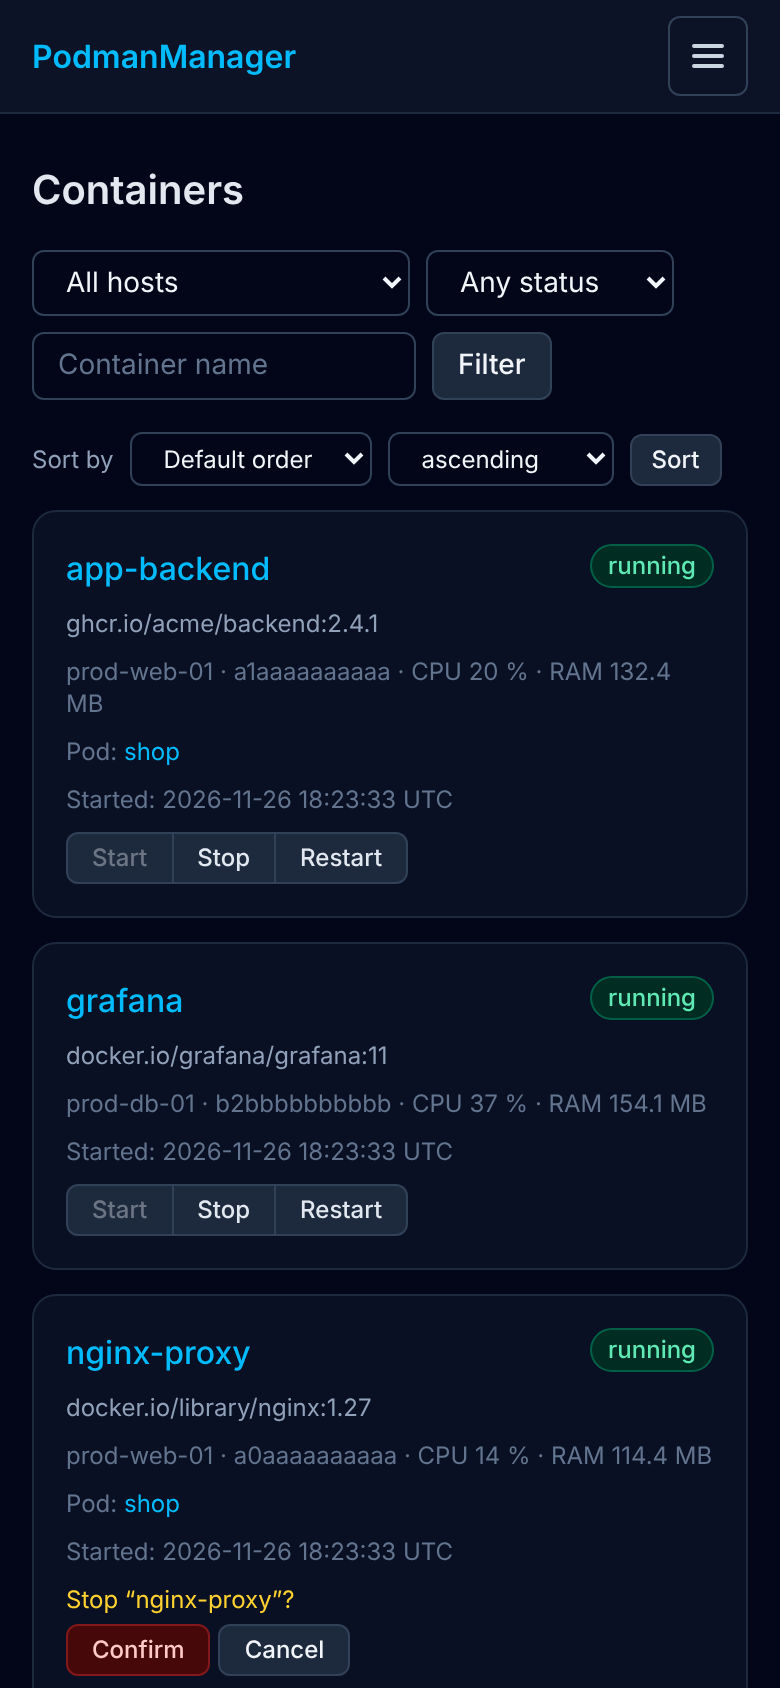 PodmanManager
Containers
All hosts
Any status
Container name
Filter
Sort by
Default order
ascending
Sort
app-backend
running
ghcr.io/acme/backend:2.4.1
prod-web-01 · a1aaaaaaaaaa · CPU 20 % · RAM 132.4
MB
Pod: shop
Started: 2026-11-26 18:23:33 UTC
Start
Stop
Restart
grafana
running
docker.io/grafana/grafana:11
prod-db-01 · b2bbbbbbbbbb · CPU 37 % · RAM 154.1 MB
Started: 2026-11-26 18:23:33 UTC
Start
Stop
Restart
nginx-proxy
running
docker.io/library/nginx:1.27
prod-web-01 · a0aaaaaaaaaa · CPU 14 % · RAM 114.4 MB
Pod: shop
Started: 2026-11-26 18:23:33 UTC
Stop “nginx-proxy”?
Confirm
Cancel